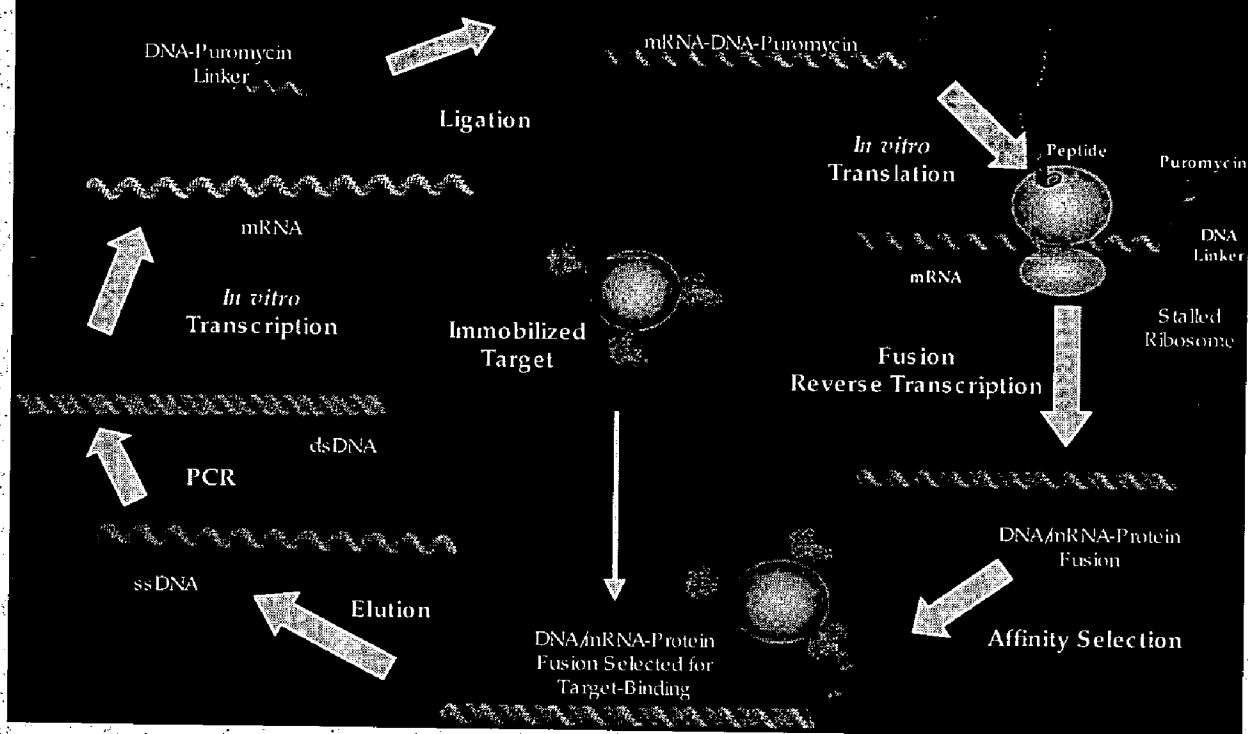 DNA-Puromycin
Linker
Ligation
mRNA-DNA-Puromycin
In vitro
Translation
Peptide
Puromycin
DNA
Linker
mRNA
Stalled
Ribosome
mRNA
In vitro
Transcription
Immobilized
Target
Fusion
Reverse Transcription
dsDNA
PCR
DNA/mRNA-Protein
Fusion
ssDNA
Elution
DNA/mRNA-Protein
Fusion Selected for
Target-Binding
Affinity Selection